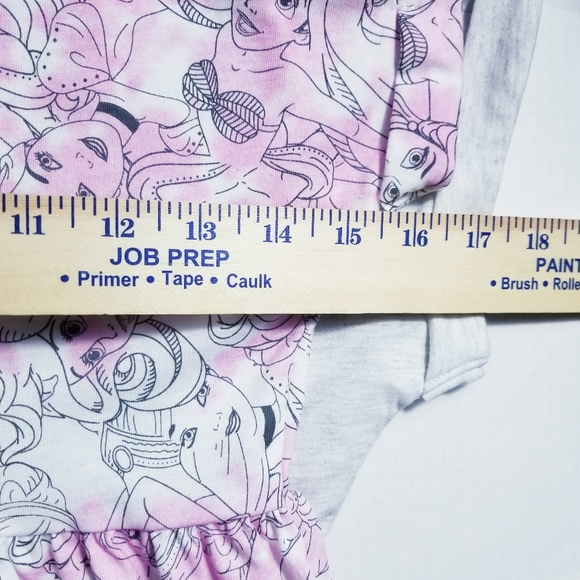 11 12 13 14 15 16 17 18
JOB PREP
• Primer • Tape • Caulk
PAINT
• Brush • Rolle